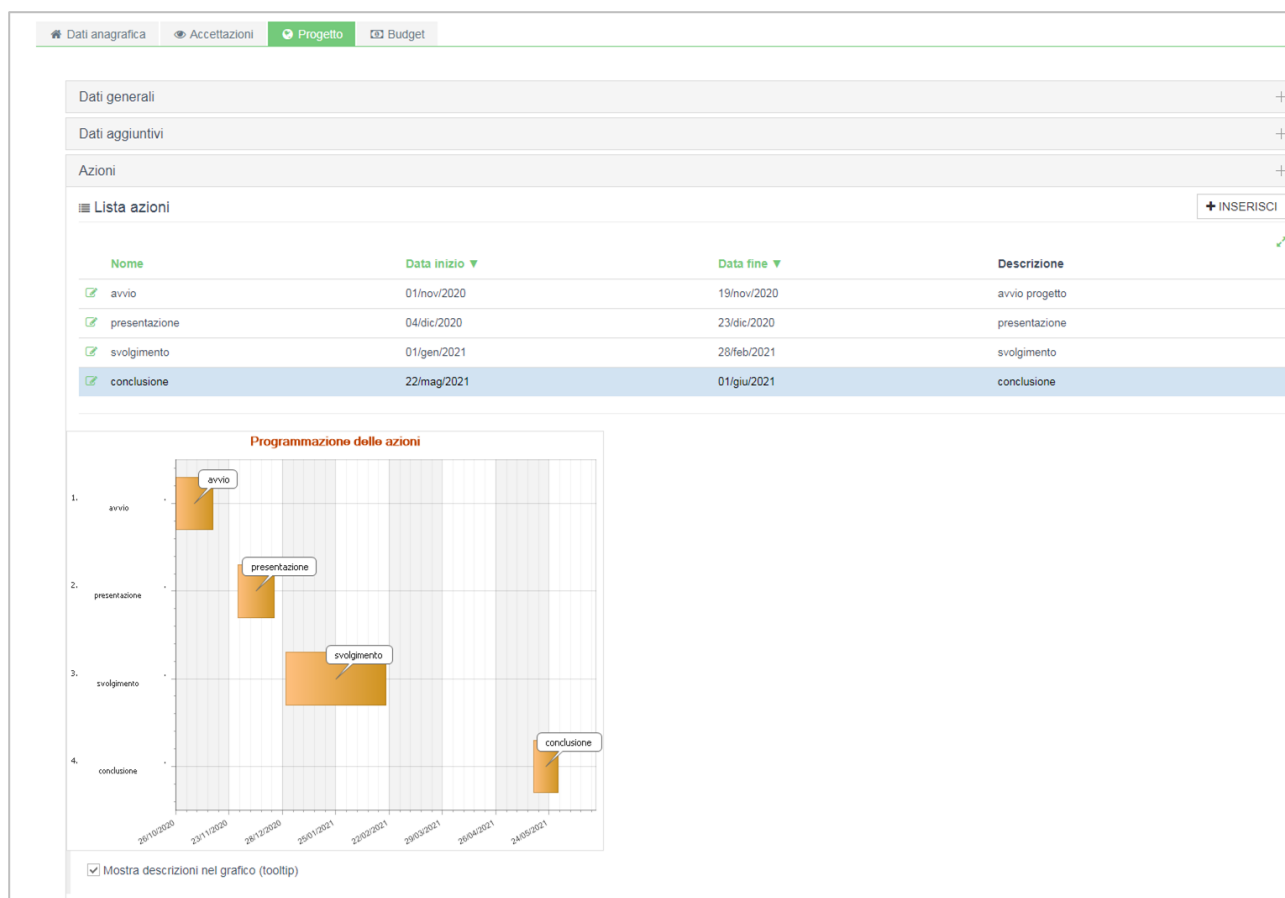 Dati anagrafica Accettazioni Progetto Budget
Dati generali
Dati aggiuntivi
Azioni
Lista azioni
INSERISCI
Nome Data inizio ▼ Data fine ▼ Descrizione
avvio 01/nov/2020 19/nov/2020 avvio progetto
presentazione 04/dic/2020 23/dic/2020 presentazione
svolgimento 01/gen/2021 28/feb/2021 svolgimento
conclusione 22/mag/2021 01/giu/2021 conclusione
Programmazione delle azioni
avvio
1. avvio
presentazione
2. presentazione
svolgimento
3. svolgimento
conclusione
4. conclusione
26/10/2020 23/11/2020 28/12/2020 25/01/2021 22/02/2021 29/03/2021 26/04/2021 24/05/2021
Mostra descrizioni nel grafico (tooltip)